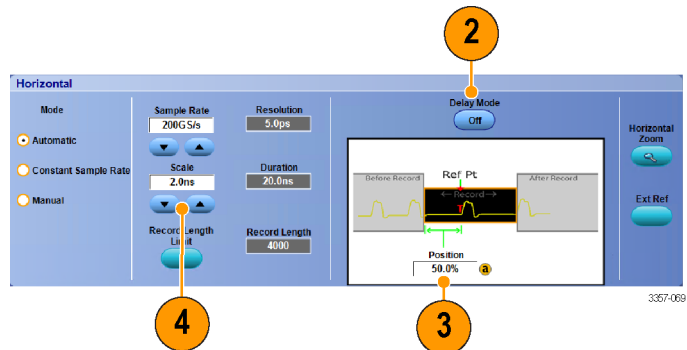 2
Horizontal
Mode
Automatic
Constant Sample Rate
Manual
Sample Rate
200GS/s
Scale
2.0ns
Record Length
Limit
Resolution
5.0ps
Duration
20.0ns
Record Length
4000
Delay Mode
Off
Before Record
Ref Pt
Record
After Record
T
Position
50.0%
a
Horizontal
Zoom
Ext Ref
3357-069
4
3